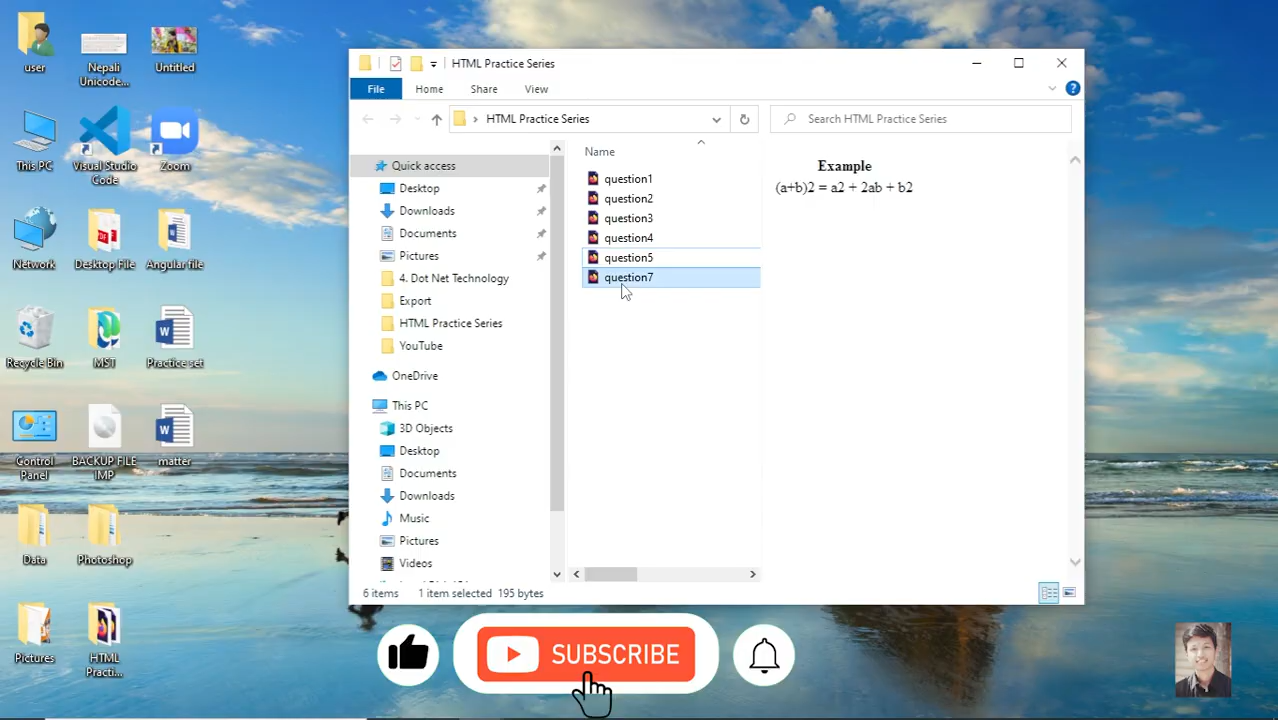 user
Nepali
Unicode...
Untitled
This PC
Visual Studio
Code
Zoom
Network
Desktop File
Angular file
Recycle Bin
MST
Practice set
Control
Panel
BACKUP FILE
IMP
matter
Data
Photoshop
Pictures
HTML
Practi...
HTML Practice Series
File
Home
Share
View
HTML Practice Series
Search HTML Practice Series
Quick access
Desktop
Downloads
Documents
Pictures
4. Dot Net Technology
Export
HTML Practice Series
YouTube
OneDrive
This PC
3D Objects
Desktop
Documents
Downloads
Music
Pictures
Videos
Name
question1
question2
question3
question4
question5
question7
Example
(a+b)2 = a2 + 2ab + b2
6 items
1 item selected 195 bytes
SUBSCRIBE